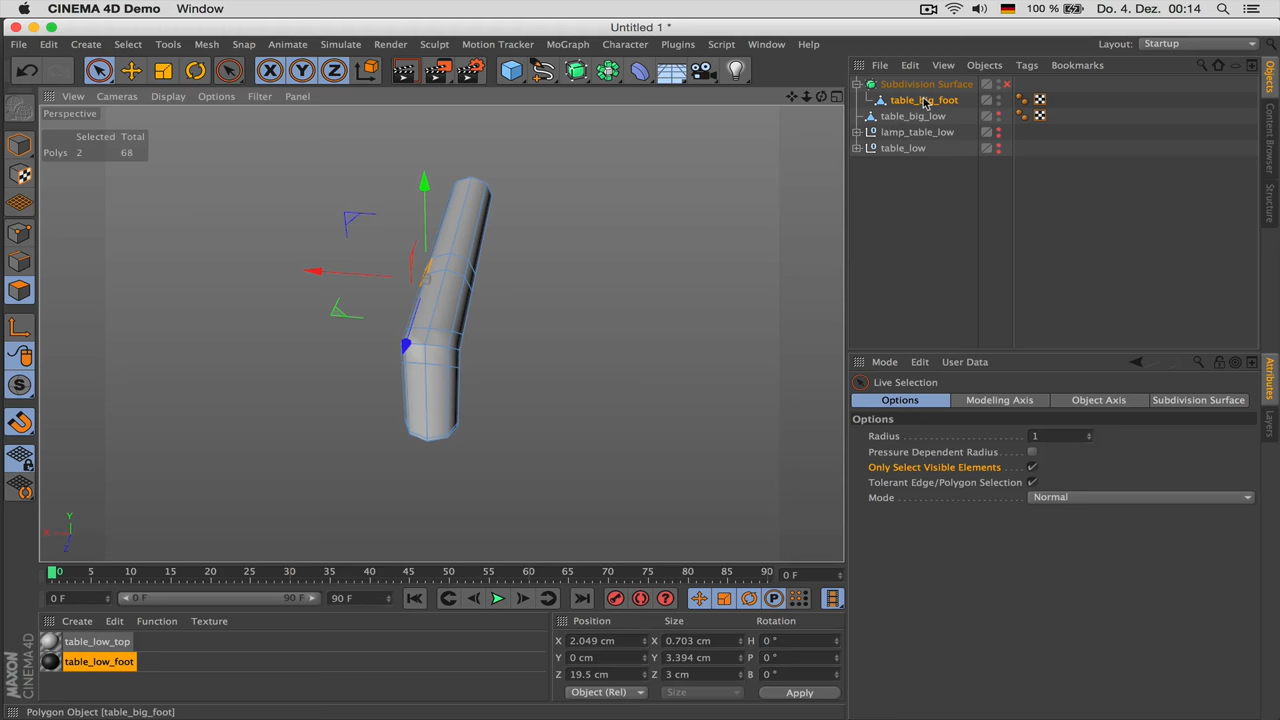 CINEMA 4D Demo Window 100 % Do. 4. Dez. 00:14
Untitled 1 *
File Edit Create Select Tools Mesh Snap Animate Simulate Render Sculpt Motion Tracker MoGraph Character Plugins Script Window Help Layout: Startup
X Y Z
File Edit View Objects Tags Bookmarks
Subdivision Surface
table_big_foot
table_big_low
lamp_table_low
table_low
Objects
Content Browser
Structure
View Cameras Display Options Filter Panel
Perspective
Selected Total
Polys 2 68
Y
X
Z
Mode Edit User Data
Live Selection
Options Modeling Axis Object Axis Subdivision Surface
Options
Radius 1
Pressure Dependent Radius
Only Select Visible Elements
Tolerant Edge/Polygon Selection
Mode Normal
Attributes
Layers
0 5 10 15 20 25 30 35 40 45 50 55 60 65 70 75 80 85 90 0 F
0 F 0 F 90 F 90 F
Create Edit Function Texture
table_low_top
table_low_foot
Position Size Rotation
X 2.049 cm X 0.703 cm H 0 °
Y 0 cm Y 3.394 cm P 0 °
Z 19.5 cm Z 3 cm B 0 °
Object (Rel) Size Apply
MAXON CINEMA 4D
Polygon Object [table_big_foot]